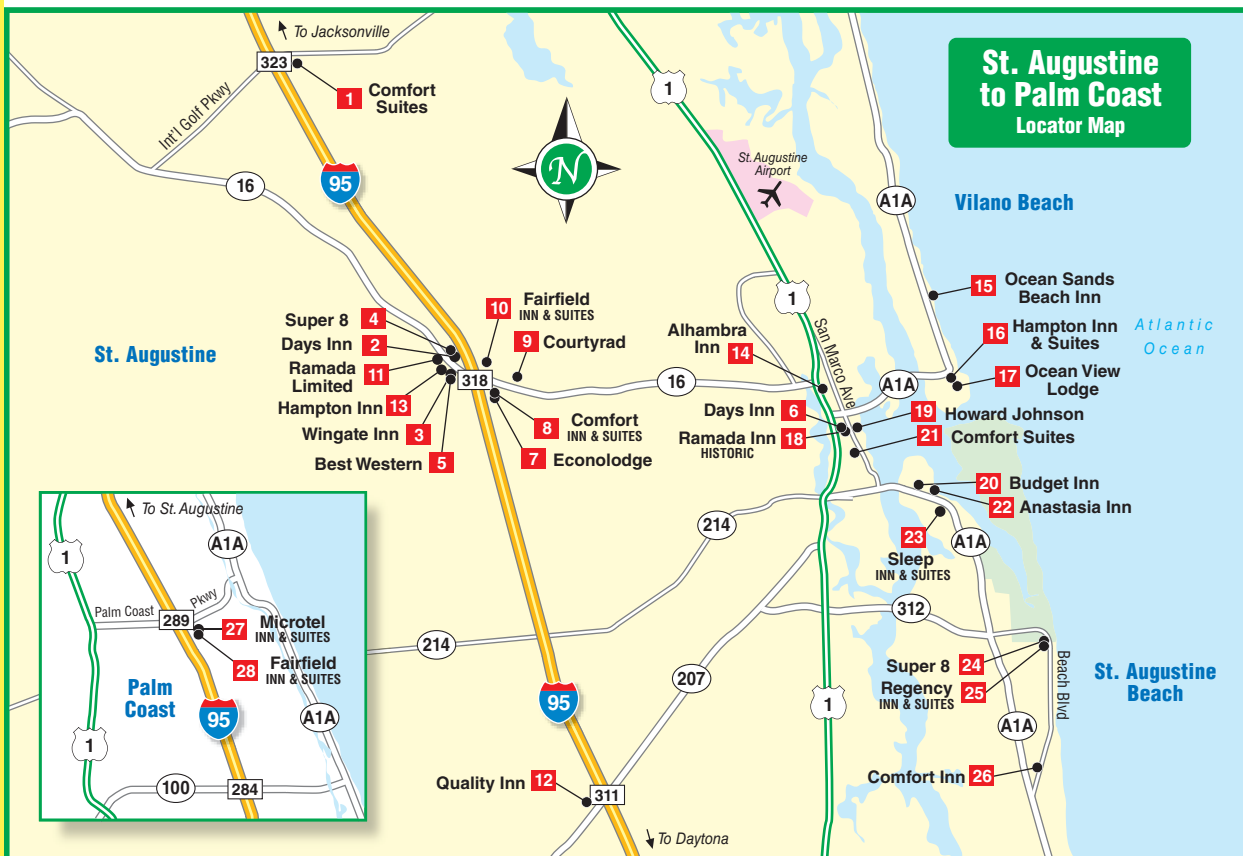 To Jacksonville
323
1 Comfort
Suites
Int'l Golf Pkwy
95
16
N
1
St. Augustine
Airport
St. Augustine
to Palm Coast
Locator Map
A1A
Vilano Beach
15 Ocean Sands
Beach Inn
16 Hampton Inn
& Suites
17 Ocean View
Lodge
Atlantic
Ocean
St. Augustine
Super 8 4
Days Inn 2
Ramada
Limited 11
Hampton Inn 13
Wingate Inn 3
Best Western 5
10 Fairfield
INN & SUITES
9 Courtyrad
318
8 Comfort
INN & SUITES
7 Econolodge
16
1
San Marco Ave
Alhambra
Inn 14
A1A
Days Inn 6
Ramada Inn 18
HISTORIC
19 Howard Johnson
21 Comfort Suites
20 Budget Inn
22 Anastasia Inn
23
Sleep
INN & SUITES
A1A
214
214
312
207
Super 8 24
Regency
INN & SUITES 25
Beach Blvd
St. Augustine
Beach
A1A
Comfort Inn 26
1
95
Quality Inn 12
311
To Daytona
To St. Augustine
1
A1A
Palm Coast
Pkwy
289
27 Microtel
INN & SUITES
28 Fairfield
INN & SUITES
Palm
Coast
95
A1A
1
100
284